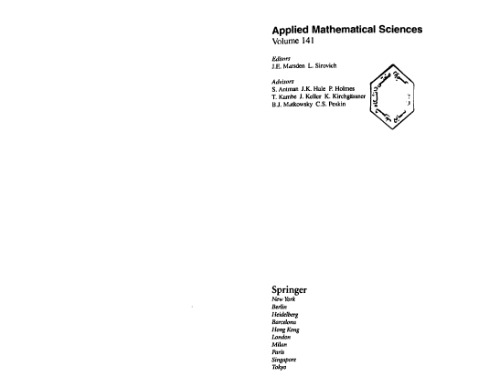 Applied Mathematical Sciences
Volume 141
Editors
J.E. Marsden L. Sirovich
Advisors
S. Antman J.K. Hale P. Holmes
T. Kambe J. Keller K. Kirchgässner
B.J. Matkowsky C.S. Peskin
Springer
New York
Berlin
Heidelberg
Barcelona
Hong Kong
London
Milan
Paris
Singapore
Tokyo